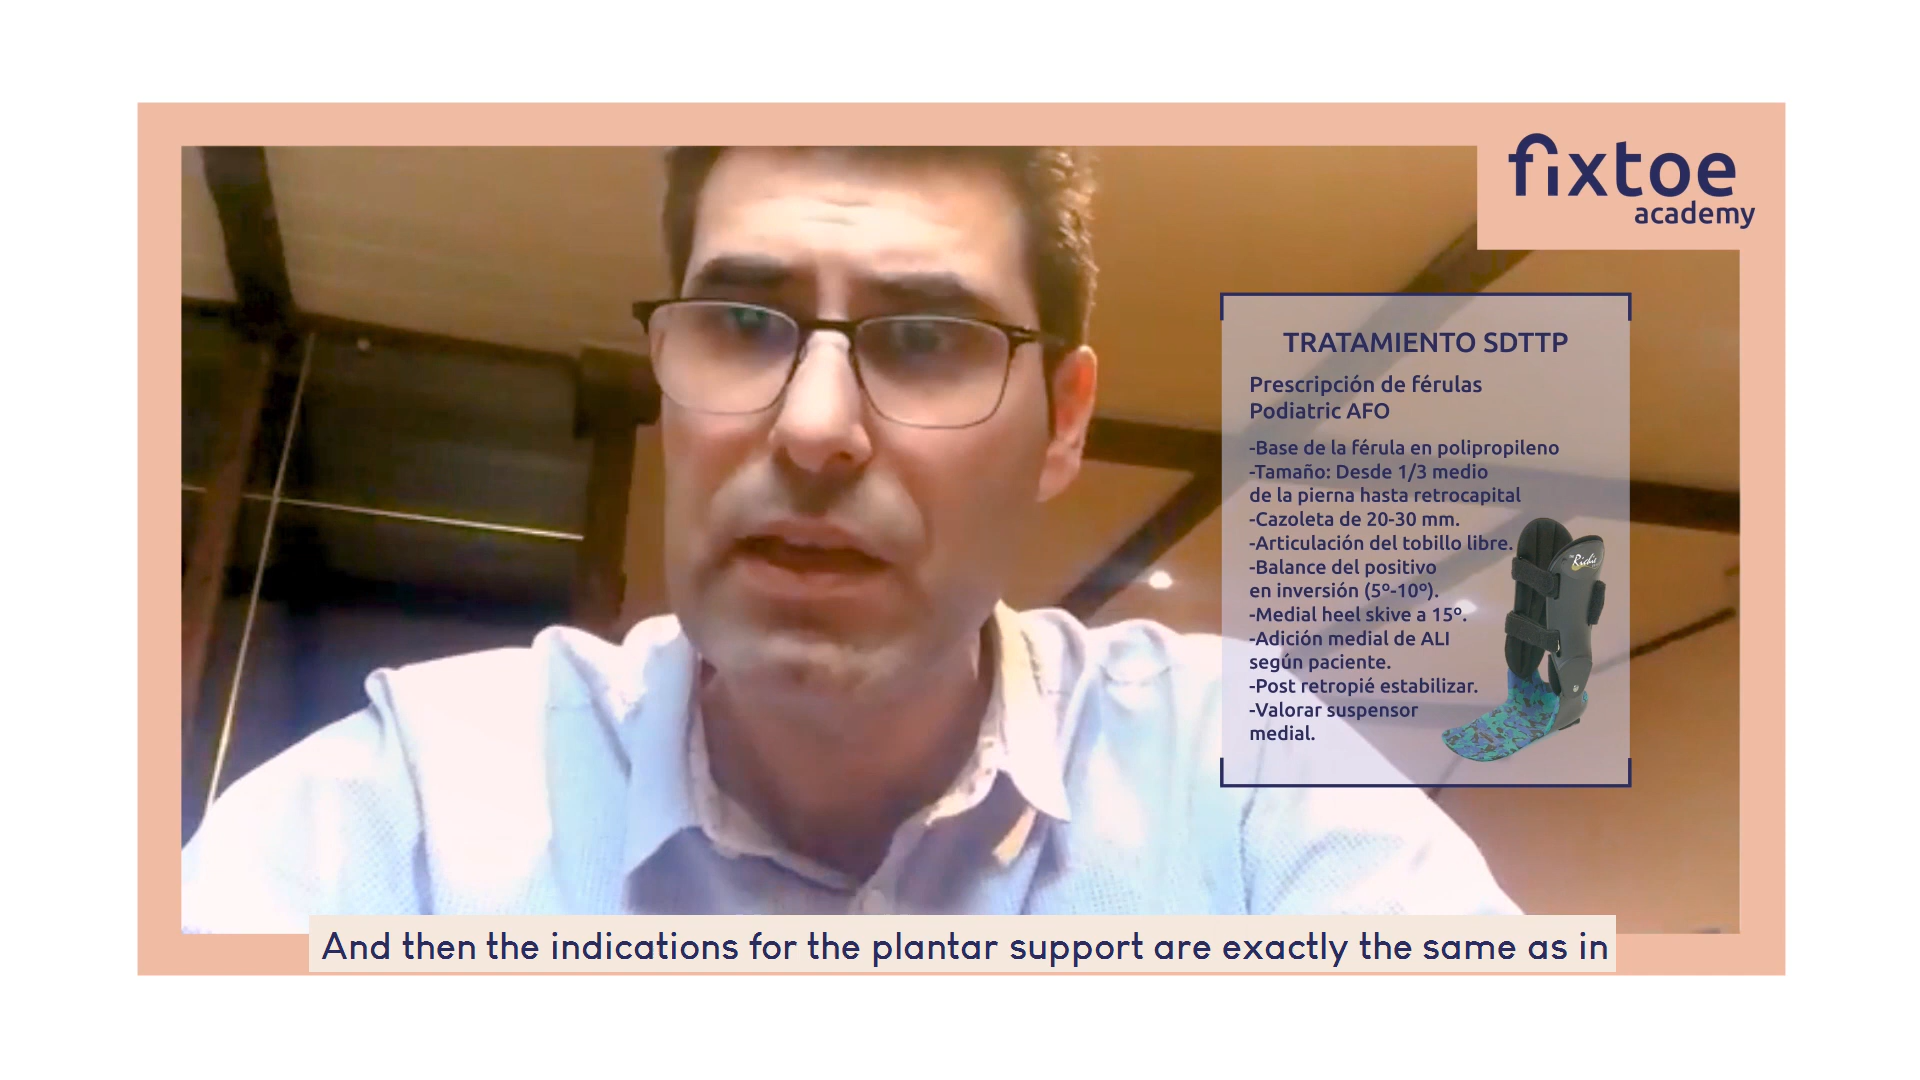 fixtoe
academy
TRATAMIENTO SDTTP
Prescripción de férulas
Podiatric AFO
-Base de la férula en polipropileno
-Tamaño: Desde 1/3 medio
de la pierna hasta retrocapital
-Cazoleta de 20-30 mm.
-Articulación del tobillo libre.
-Balance del positivo
en inversión (5º-10º).
-Medial heel skive a 15º.
-Adición medial de ALI
según paciente.
-Post retropié estabilizar.
-Valorar suspensor
medial.
Richie
And then the indications for the plantar support are exactly the same as in